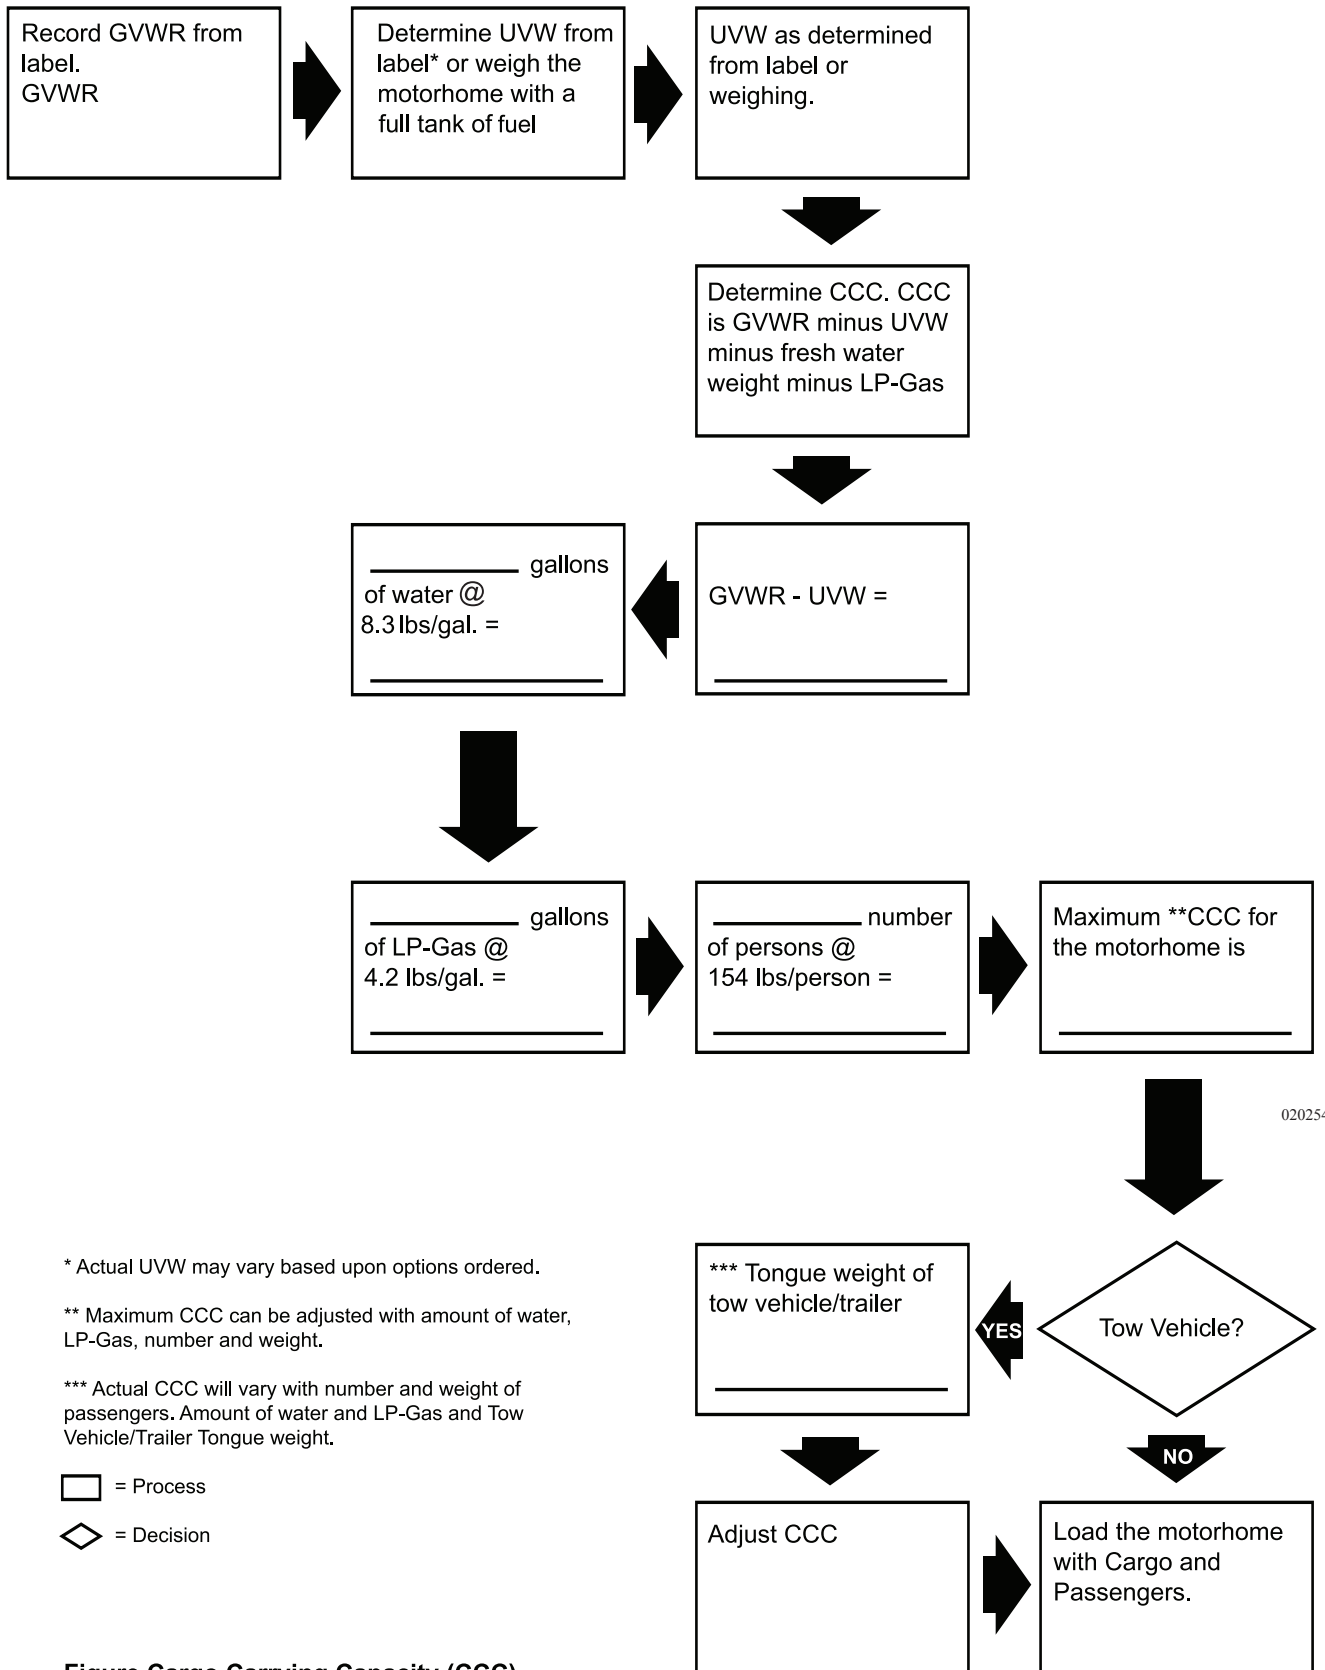 Record GVWR from
label.
GVWR
Determine UVW from
label* or weigh the
motorhome with a
full tank of fuel
UVW as determined
from label or
weighing.
Determine CCC. CCC
is GVWR minus UVW
minus fresh water
weight minus LP-Gas
GVWR - UVW =
gallons
of water @
8.3 lbs/gal. =
gallons
of LP-Gas @
4.2 lbs/gal. =
number
of persons @
154 lbs/person =
Maximum **CCC for
the motorhome is
020254
Tow Vehicle?
YES
*** Tongue weight of
tow vehicle/trailer
NO
Adjust CCC
Load the motorhome
with Cargo and
Passengers.
* Actual UVW may vary based upon options ordered.
** Maximum CCC can be adjusted with amount of water,
LP-Gas, number and weight.
*** Actual CCC will vary with number and weight of
passengers. Amount of water and LP-Gas and Tow
Vehicle/Trailer Tongue weight.
= Process
= Decision
Figure Cargo Carrying Capacity (CCC)